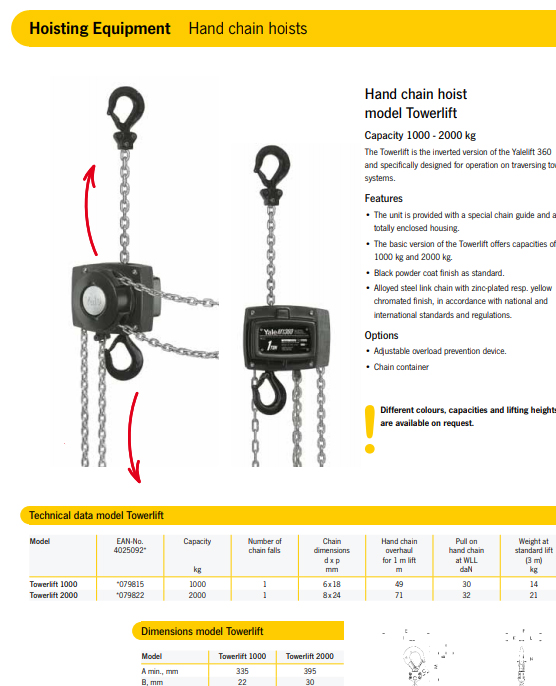 Hoisting Equipment Hand chain hoists
Hand chain hoist
model Towerlift
Capacity 1000 - 2000 kg
The Towerlift is the inverted version of the Yalelift 360
and specifically designed for operation on traversing
systems.
Features
• The unit is provided with a special chain guide and a
totally enclosed housing.
• The basic version of the Towerlift offers capacities of
1000 kg and 2000 kg.
• Black powder coat finish as standard.
• Alloyed steel link chain with zinc-plated resp. yellow
chromated finish, in accordance with national and
international standards and regulations.
Options
• Adjustable overload prevention device.
• Chain container
Different colours, capacities and lifting heights
are available on request.
Yale
Yale
1
Technical data model Towerlift
Model EAN-No. Capacity Number of Chain Hand chain Pull on Weight at
4025092* chain falls dimensions overhaul hand chain standard lift
d x p for 1 m lift at WLL (3 m)
kg mm m daN kg
Towerlift 1000 *079815 1000 1 6 x 18 49 30 14
Towerlift 2000 *079822 2000 1 8 x 24 71 32 21
Dimensions model Towerlift
Model Towerlift 1000 Towerlift 2000
A min., mm 335 395
B, mm 22 30